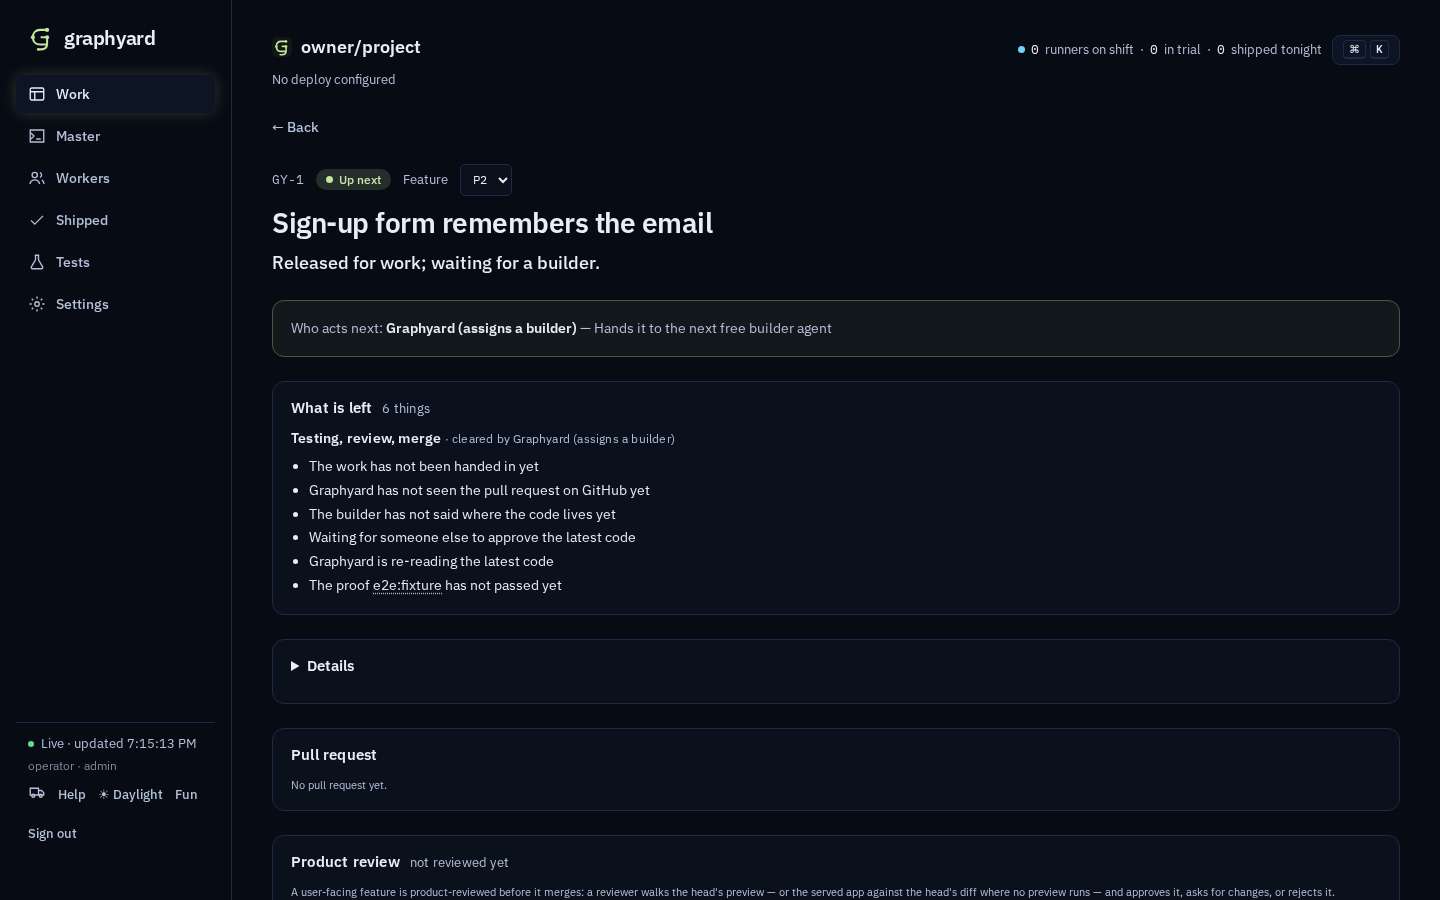 graphyard
Work
Master
Workers
Shipped
Tests
Settings
Live · updated 7:15:13 PM
operator · admin
Help ☀ Daylight Fun
Sign out
owner/project
0 runners on shift · 0 in trial · 0 shipped tonight ⌘ K
No deploy configured
← Back
GY-1 Up next Feature P2
Sign-up form remembers the email
Released for work; waiting for a builder.
Who acts next: Graphyard (assigns a builder) — Hands it to the next free builder agent
What is left 6 things
Testing, review, merge · cleared by Graphyard (assigns a builder)
• The work has not been handed in yet
• Graphyard has not seen the pull request on GitHub yet
• The builder has not said where the code lives yet
• Waiting for someone else to approve the latest code
• Graphyard is re-reading the latest code
• The proof e2e:fixture has not passed yet
▶ Details
Pull request
No pull request yet.
Product review not reviewed yet
A user-facing feature is product-reviewed before it merges: a reviewer walks the head's preview — or the served app against the head's diff where no preview runs — and approves it, asks for changes, or rejects it.